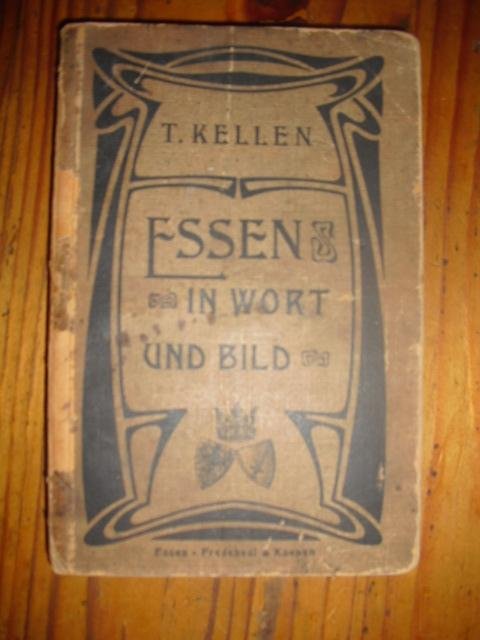 T. KELLEN
ESSEN
IN WORT
UND BILD
Essen • Fredebeul & Koenen